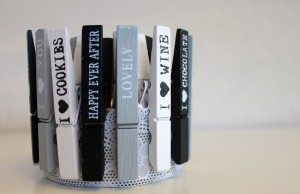 I ♥ COOKIES
HAPPY EVER AFTER
LOVELY
I ♥ WINE
I ♥ CHOCOLATE